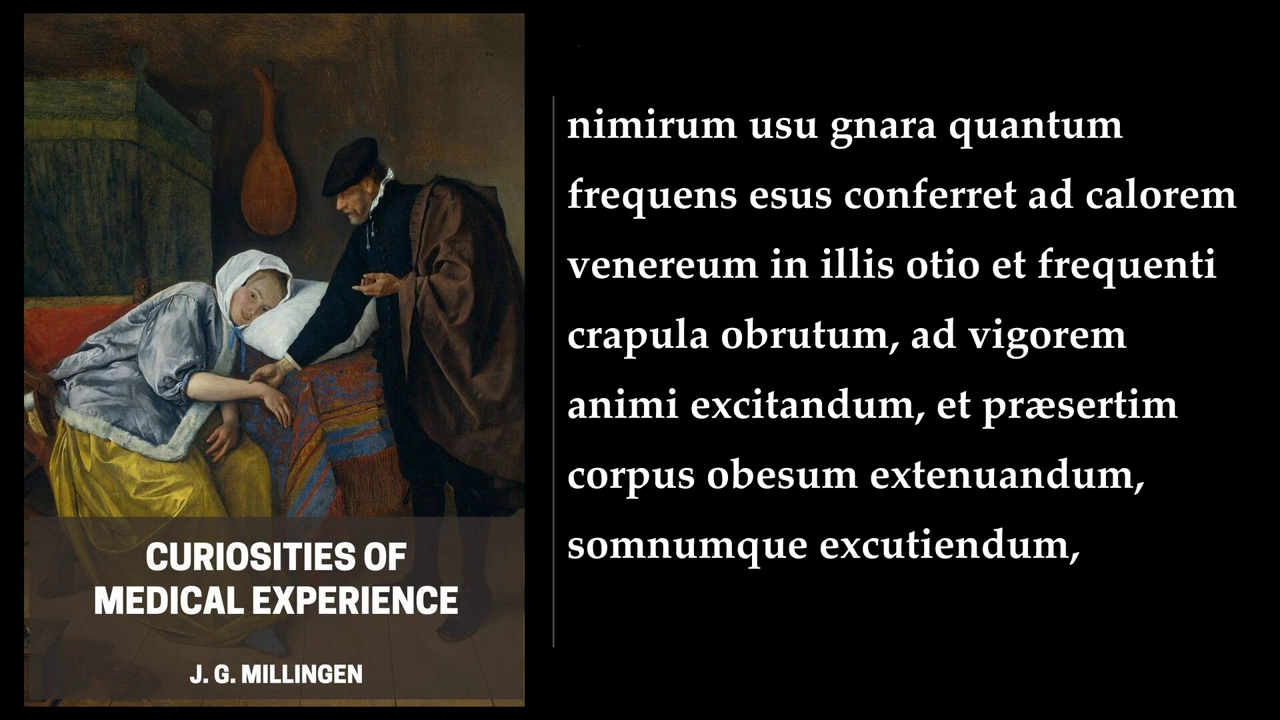 CURIOSITIES OF
MEDICAL EXPERIENCE
J. G. MILLINGEN
nimirum usu gnara quantum
frequens esus conferret ad calorem
venereum in illis otio et frequenti
crapula obrutum, ad vigorem
animi excitandum, et præsertim
corpus obesum extenuandum,
somnumque excutiendum,